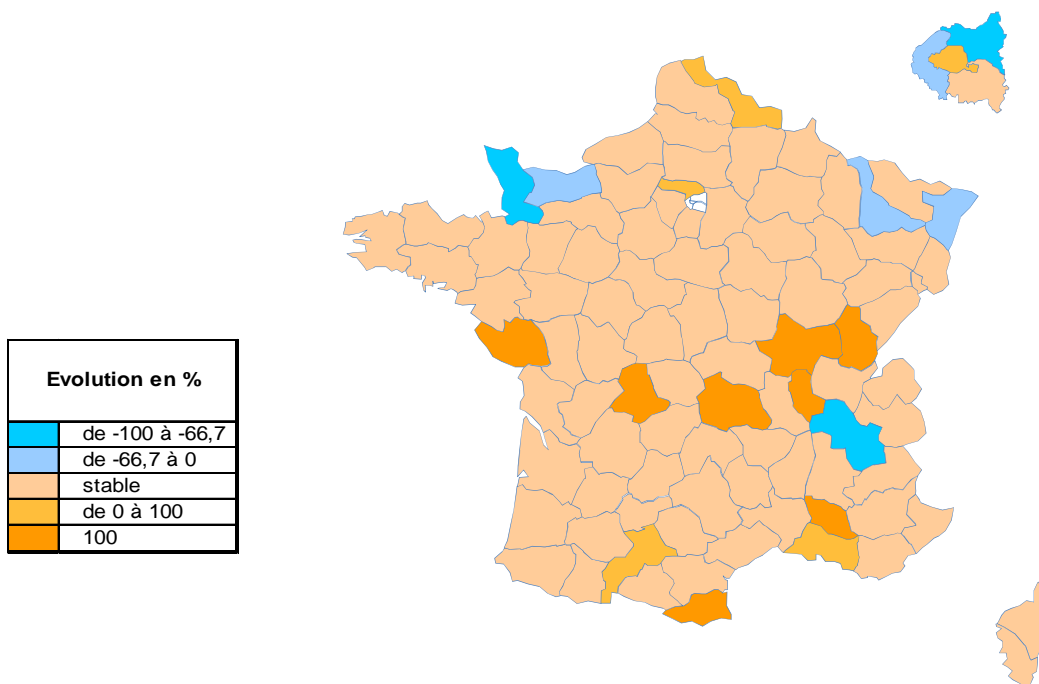 Evolution en %
de -100 à -66,7
de -66,7 à 0
stable
de 0 à 100
100